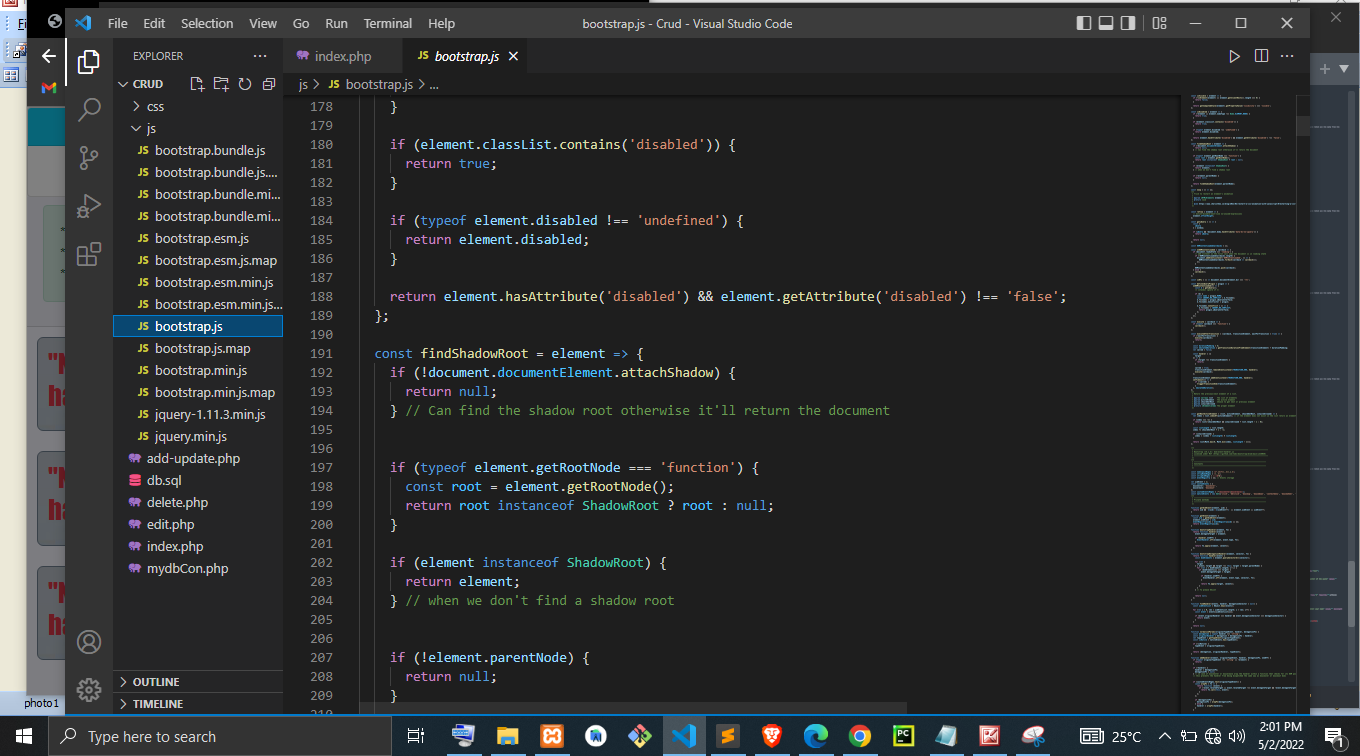 File Edit Selection View Go Run Terminal Help
bootstrap.js - Crud - Visual Studio Code
EXPLORER
CRUD
css
js
bootstrap.bundle.js
bootstrap.bundle.js....
bootstrap.bundle.mi...
bootstrap.bundle.mi...
bootstrap.esm.js
bootstrap.esm.js.map
bootstrap.esm.min.js
bootstrap.esm.min.js...
bootstrap.js
bootstrap.js.map
bootstrap.min.js
bootstrap.min.js.map
jquery-1.11.3.min.js
jquery.min.js
add-update.php
db.sql
delete.php
edit.php
index.php
mydbCon.php
OUTLINE
TIMELINE
index.php
JS bootstrap.js
js > JS bootstrap.js > ...
178 }
179
180 if (element.classList.contains('disabled')) {
181 return true;
182 }
183
184 if (typeof element.disabled !== 'undefined') {
185 return element.disabled;
186 }
187
188 return element.hasAttribute('disabled') && element.getAttribute('disabled') !== 'false';
189 };
190
191 const findShadowRoot = element => {
192 if (!document.documentElement.attachShadow) {
193 return null;
194 } // Can find the shadow root otherwise it'll return the document
195
196
197 if (typeof element.getRootNode === 'function') {
198 const root = element.getRootNode();
199 return root instanceof ShadowRoot ? root : null;
200 }
201
202 if (element instanceof ShadowRoot) {
203 return element;
204 } // when we don't find a shadow root
205
206
207 if (!element.parentNode) {
208 return null;
209 }
210
photo1
Type here to search
25°C
2:01 PM
5/2/2022
1